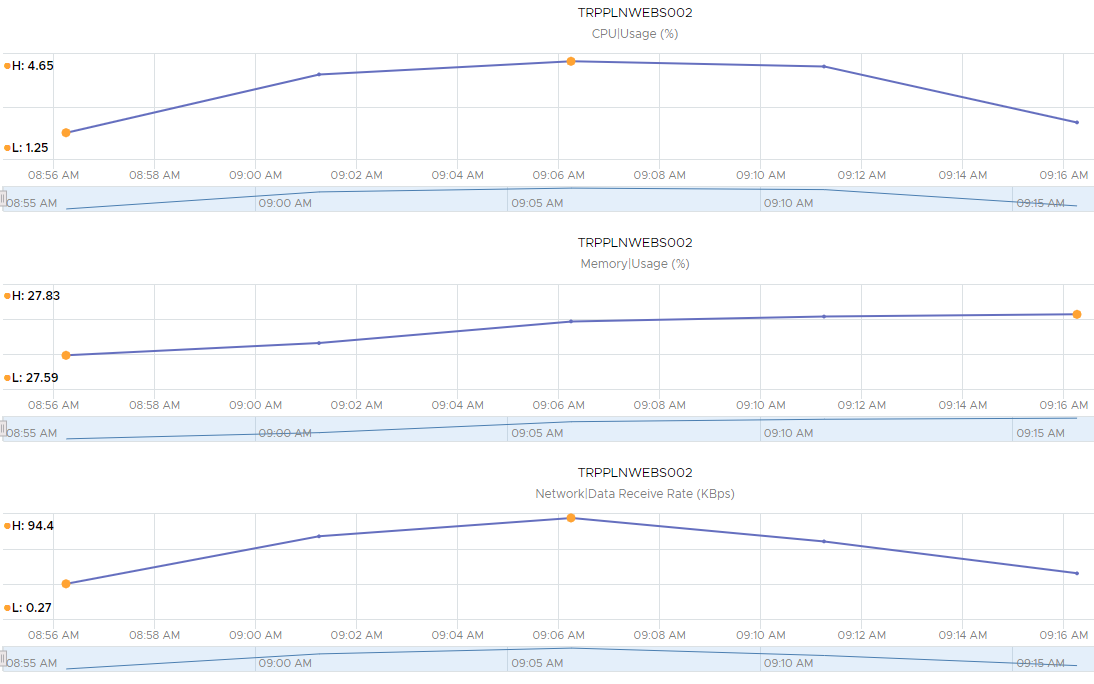 TRPPLNWEBS002
CPU|Usage (%)
H: 4.65
L: 1.25
08:56 AM 08:58 AM 09:00 AM 09:02 AM 09:04 AM 09:06 AM 09:08 AM 09:10 AM 09:12 AM 09:14 AM 09:16 AM
08:55 AM 09:00 AM 09:05 AM 09:10 AM 09:15 AM
TRPPLNWEBS002
Memory|Usage (%)
H: 27.83
L: 27.59
08:56 AM 08:58 AM 09:00 AM 09:02 AM 09:04 AM 09:06 AM 09:08 AM 09:10 AM 09:12 AM 09:14 AM 09:16 AM
08:55 AM 09:00 AM 09:05 AM 09:10 AM 09:15 AM
TRPPLNWEBS002
Network|Data Receive Rate (KBps)
H: 94.4
L: 0.27
08:56 AM 08:58 AM 09:00 AM 09:02 AM 09:04 AM 09:06 AM 09:08 AM 09:10 AM 09:12 AM 09:14 AM 09:16 AM
08:55 AM 09:00 AM 09:05 AM 09:10 AM 09:15 AM